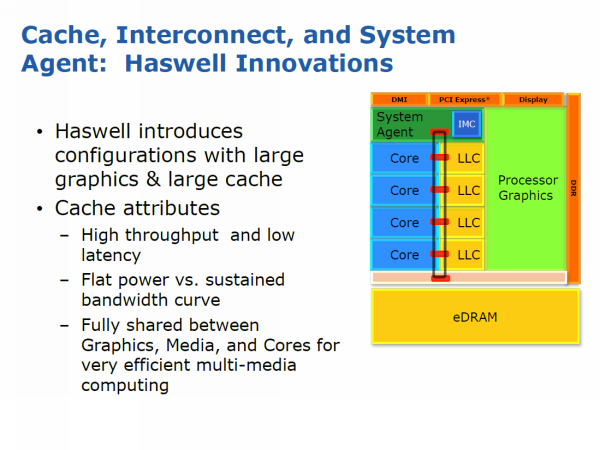 Cache, Interconnect, and System
Agent:  Haswell Innovations
• Haswell introduces
configurations with large
graphics & large cache
• Cache attributes
– High throughput  and low
latency
– Flat power vs. sustained
bandwidth curve
– Fully shared between
Graphics, Media, and Cores for
very efficient multi-media
computing
DMI
PCI Express*
Display
System
Agent
IMC
Core
LLC
Core
LLC
Core
LLC
Core
LLC
Processor
Graphics
DDR
eDRAM